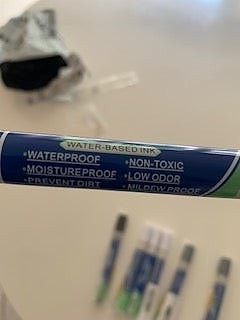 WATER-BASED INK
•WATERPROOF •NON-TOXIC
•MOISTUREPROOF •LOW ODOR
•PREVENT DIRT •MILDEW PROOF